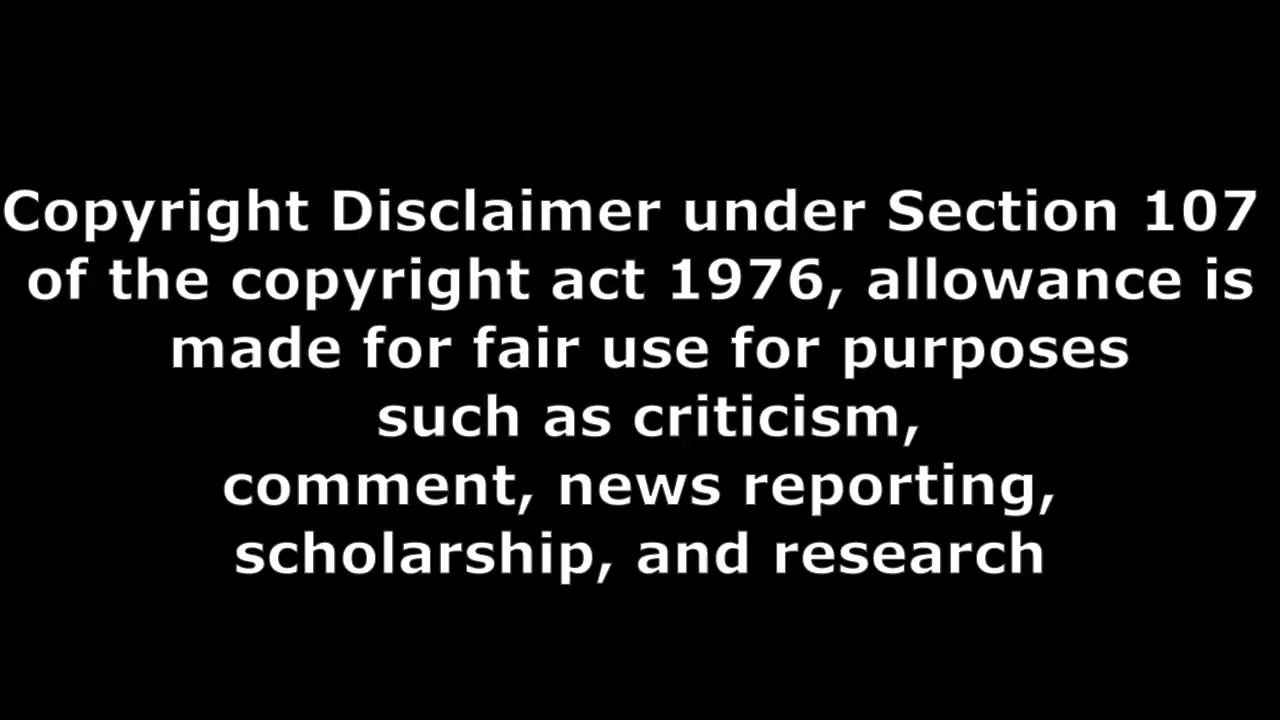 Copyright Disclaimer under Section 107
of the copyright act 1976, allowance is
made for fair use for purposes
such as criticism,
comment, news reporting,
scholarship, and research